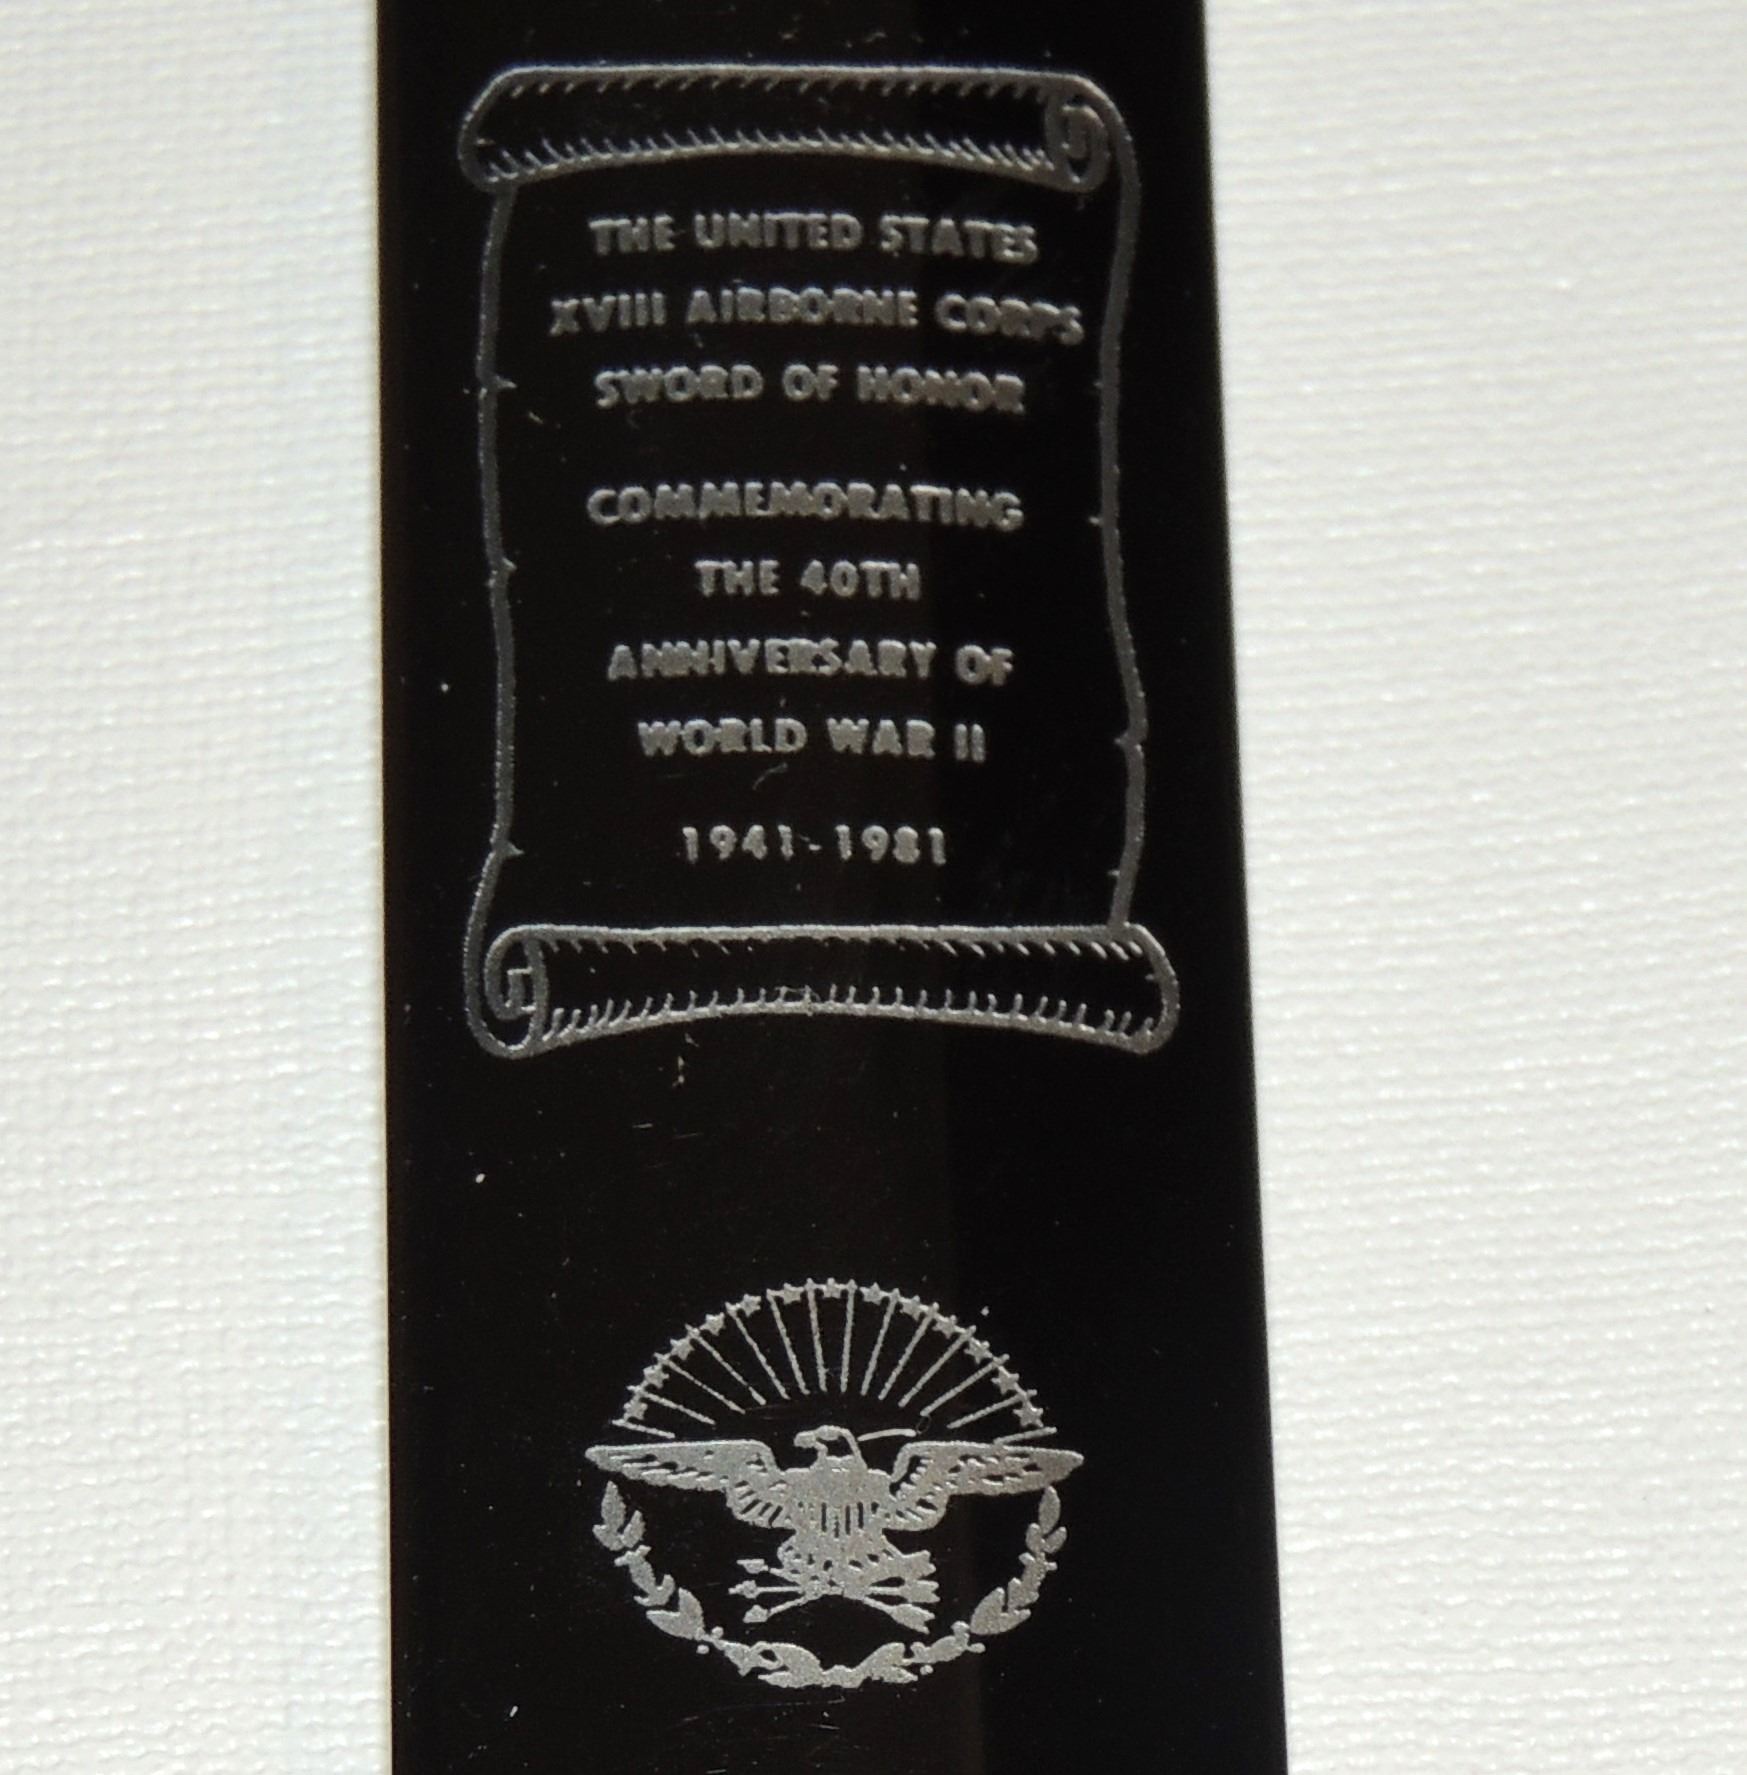 THE UNITED STATES
XVIII AIRBORNE CORPS
SWORD OF HONOR
COMMEMORATING
THE 40TH
ANNIVERSARY OF
WORLD WAR II
1941-1981